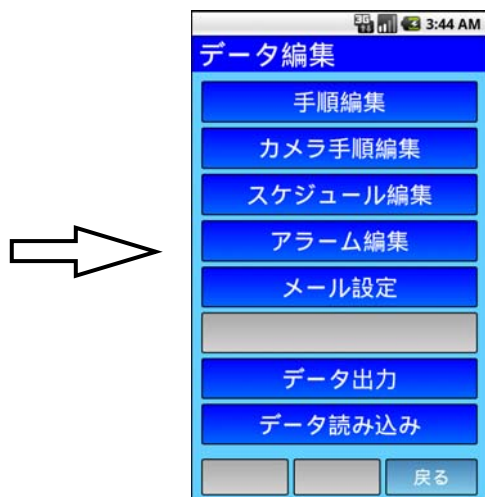 3G
3:44 AM
データ編集
手順編集
カメラ手順編集
スケジュール編集
アラーム編集
メール設定
データ出力
データ読み込み
戻る